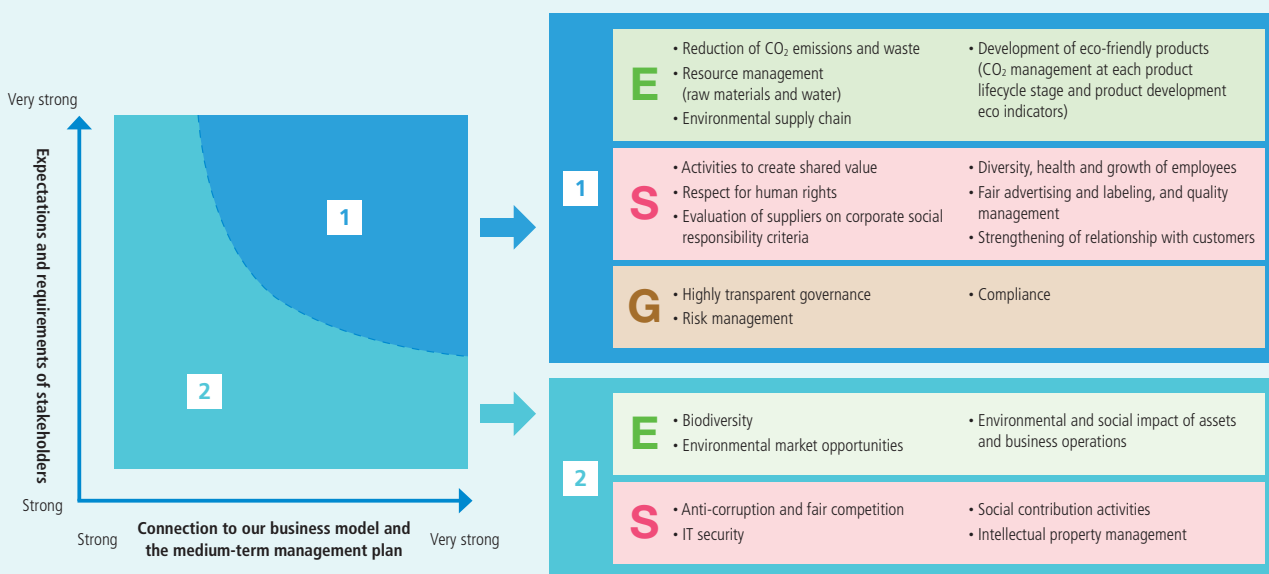 Very strong
Expectations and requirements of stakeholders
Strong
Strong
Connection to our business model and
the medium-term management plan
Very strong
1
2
1
E
• Reduction of CO₂ emissions and waste
• Resource management
(raw materials and water)
• Environmental supply chain
• Development of eco-friendly products
(CO₂ management at each product
lifecycle stage and product development
eco indicators)
S
• Activities to create shared value
• Respect for human rights
• Evaluation of suppliers on corporate social
responsibility criteria
• Diversity, health and growth of employees
• Fair advertising and labeling, and quality
management
• Strengthening of relationship with customers
G
• Highly transparent governance
• Risk management
• Compliance
2
E
• Biodiversity
• Environmental market opportunities
• Environmental and social impact of assets
and business operations
S
• Anti-corruption and fair competition
• IT security
• Social contribution activities
• Intellectual property management